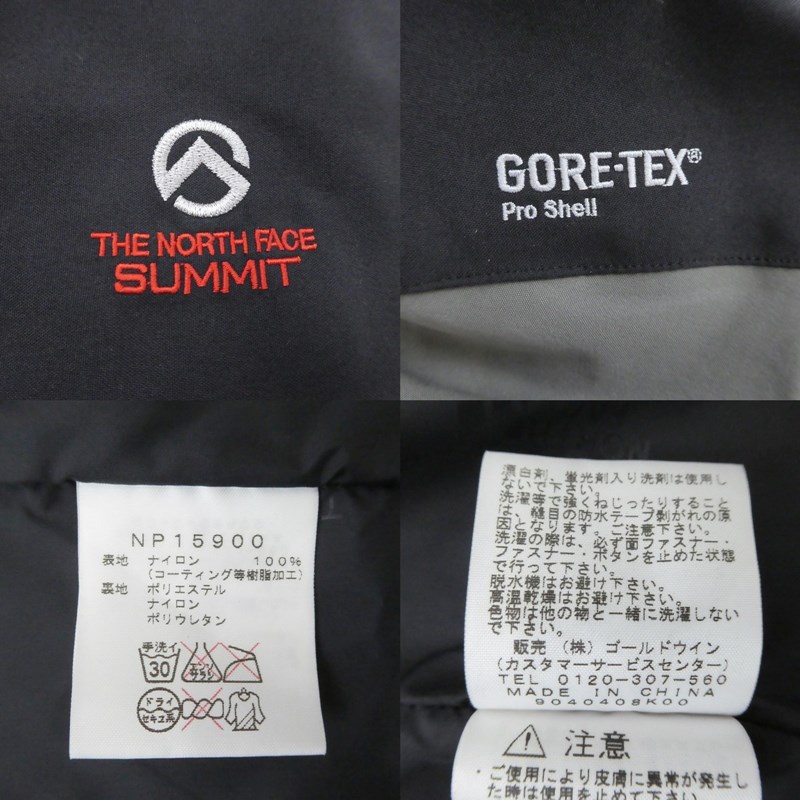 THE NORTH FACE
SUMMIT
GORE-TEX®
Pro Shell
NP15900
表地 ナイロン 100%
(コーティング等樹脂加工)
裏地 ポリエステル
ナイロン
ポリウレタン
手洗イ
30
エンソサラシ
ドライ
セキユ系
漂白剤、蛍光剤入り洗剤は使用し
ないで下さい。
洗濯等で強くねじったりすること
は、縫目の防水テープ剥がれの原
因となります。ご注意下さい。
洗濯の際は、必ず面ファスナー・
ファスナー・ボタンを止めた状態
で行って下さい。
脱水機はお避け下さい。
高温乾燥はお避け下さい。
色物は他の物と一緒に洗濯しない
で下さい。
販売 (株) ゴールドウイン
(カスタマーサービスセンター)
TEL 0120-307-560
MADE IN CHINA
9040408K00
注意
・ご使用により皮膚に異常が発生し
た時は使用を止めて下さい。